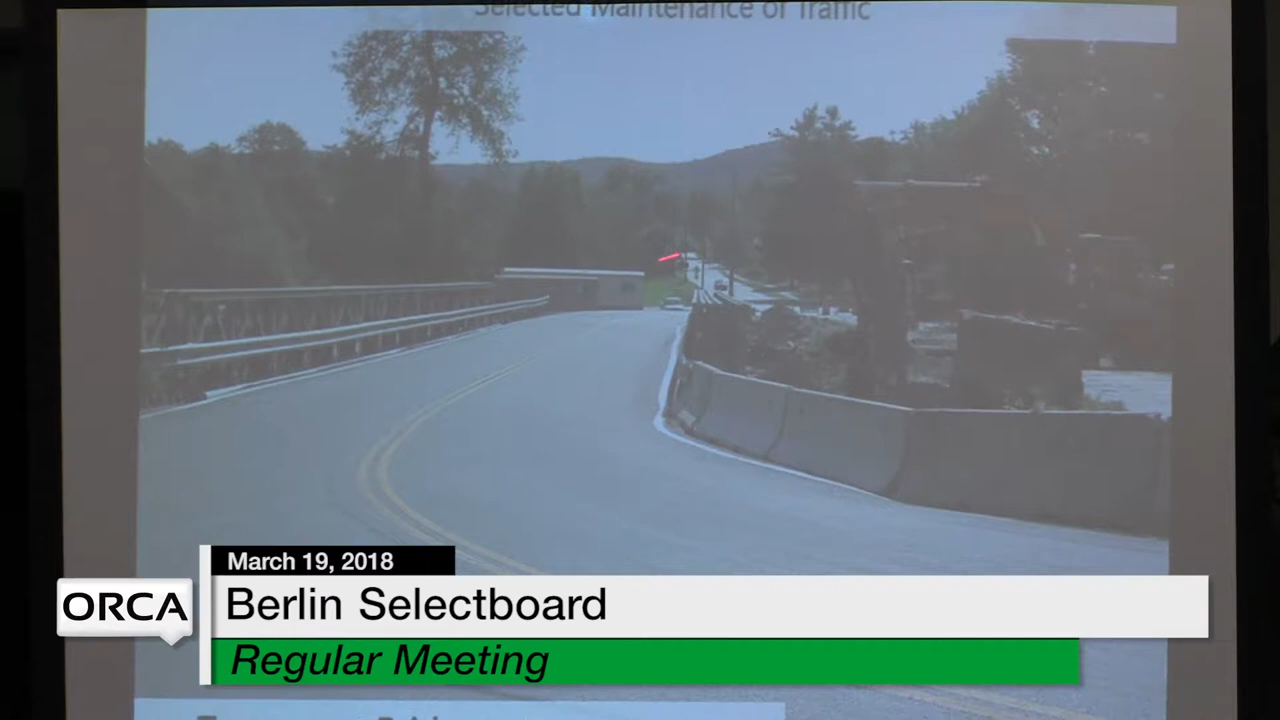 Selected Maintenance of Traffic
March 19, 2018
ORCA
Berlin Selectboard
Regular Meeting